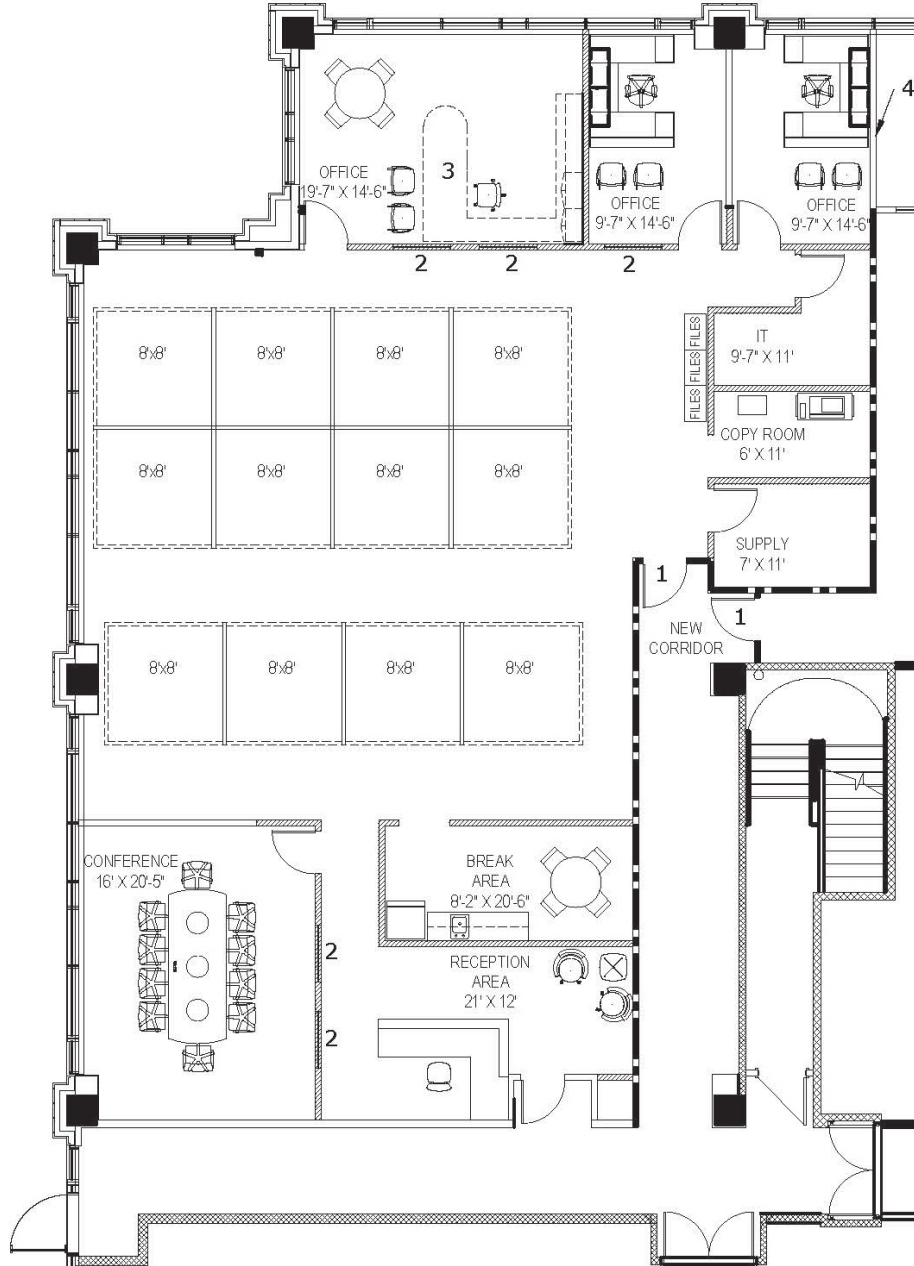 4
OFFICE
19'-7" X 14'-6"
3
OFFICE
9'-7" X 14'-6"
OFFICE
9'-7" X 14'-6"
2
2
2
8'x8'
8'x8'
8'x8'
8'x8'
FILES
FILES
FILES
IT
9'-7" X 11'
COPY ROOM
6' X 11'
8'x8'
8'x8'
8'x8'
8'x8'
SUPPLY
7' X 11'
1
1
NEW
CORRIDOR
8'x8'
8'x8'
8'x8'
8'x8'
CONFERENCE
16' X 20'-5"
BREAK
AREA
8'-2" X 20'-6"
2
RECEPTION
AREA
21' X 12'
2